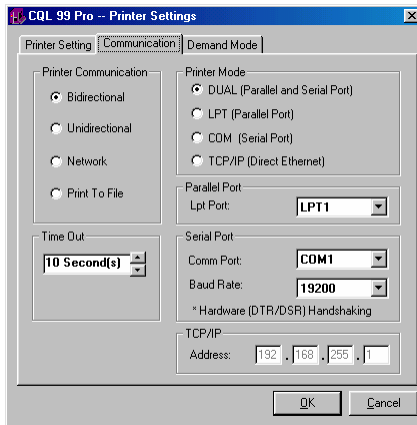 CQL 99 Pro -- Printer Settings
Printer Setting
Communication
Demand Mode
Printer Communication
Bidirectional
Unidirectional
Network
Print To File
Time Out
10 Second(s)
Printer Mode
DUAL (Parallel and Serial Port)
LPT (Parallel Port)
COM (Serial Port)
TCP/IP (Direct Ethernet)
Parallel Port
Lpt Port: LPT1
Serial Port
Comm Port: COM1
Baud Rate: 19200
* Hardware (DTR/DSR) Handshaking
TCP/IP
Address: 192 . 168 . 255 . 1
OK
Cancel